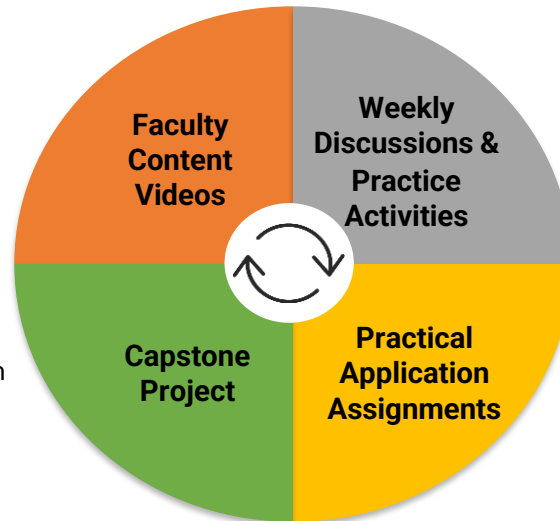 Faculty
Content
Videos
Weekly
Discussions &
Practice
Activities
Capstone
Project
Practical
Application
Assignments